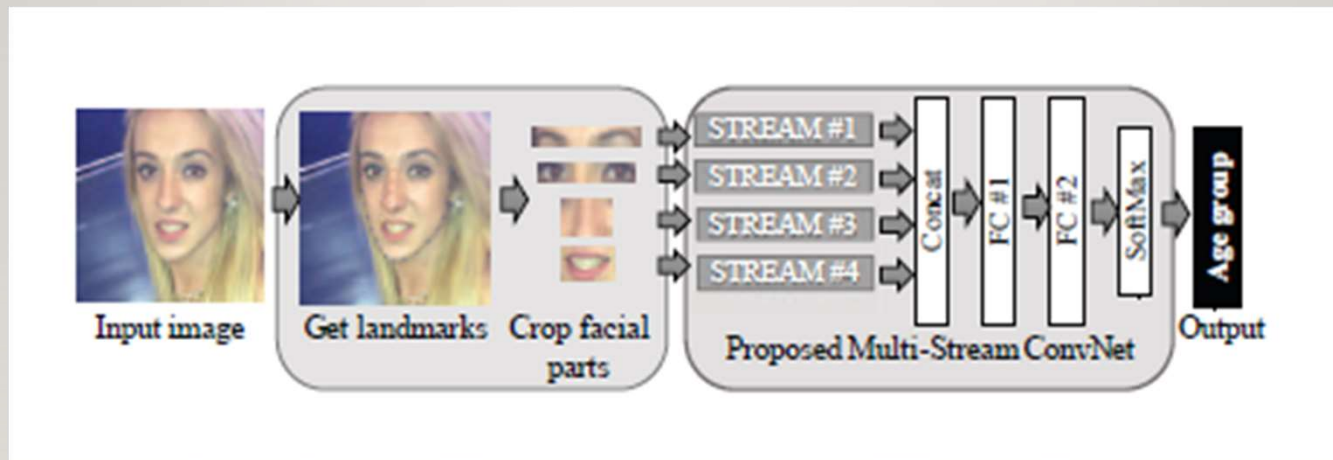 Input image
Get landmarks
Crop facial
parts
STREAM #1
STREAM #2
STREAM #3
STREAM #4
Concat
FC #1
FC #2
SoftMax
Proposed Multi-Stream ConvNet
Age group
Output